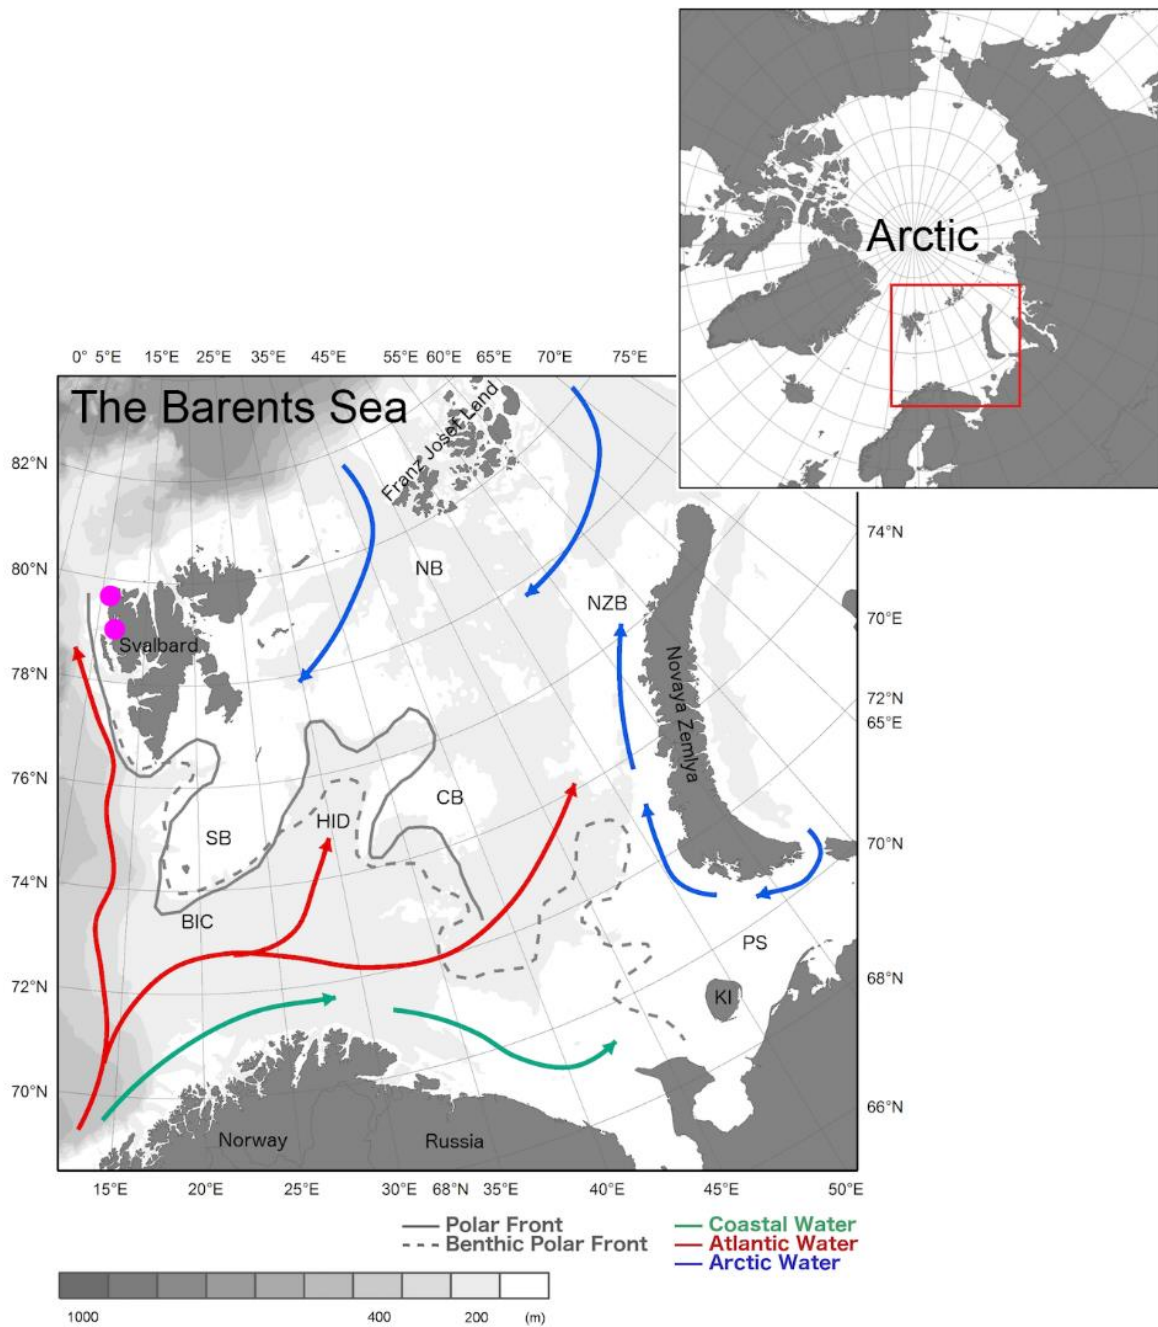 Arctic
0° 5°E 15°E 25°E 35°E 45°E 55°E 60°E 65°E 70°E 75°E
The Barents Sea
Franz Josef Land
82°N
74°N
80°N
NB
NZB
70°E
Svalbard
78°N
Novaya Zemlya
72°N
65°E
76°N
CB
SB
HID
70°N
74°N
BIC
PS
68°N
72°N
KI
70°N
66°N
Norway
Russia
15°E 20°E 25°E 30°E 68°N 35°E 40°E 45°E 50°E
Polar Front
Benthic Polar Front
Coastal Water
Atlantic Water
Arctic Water
1000 400 200 (m)